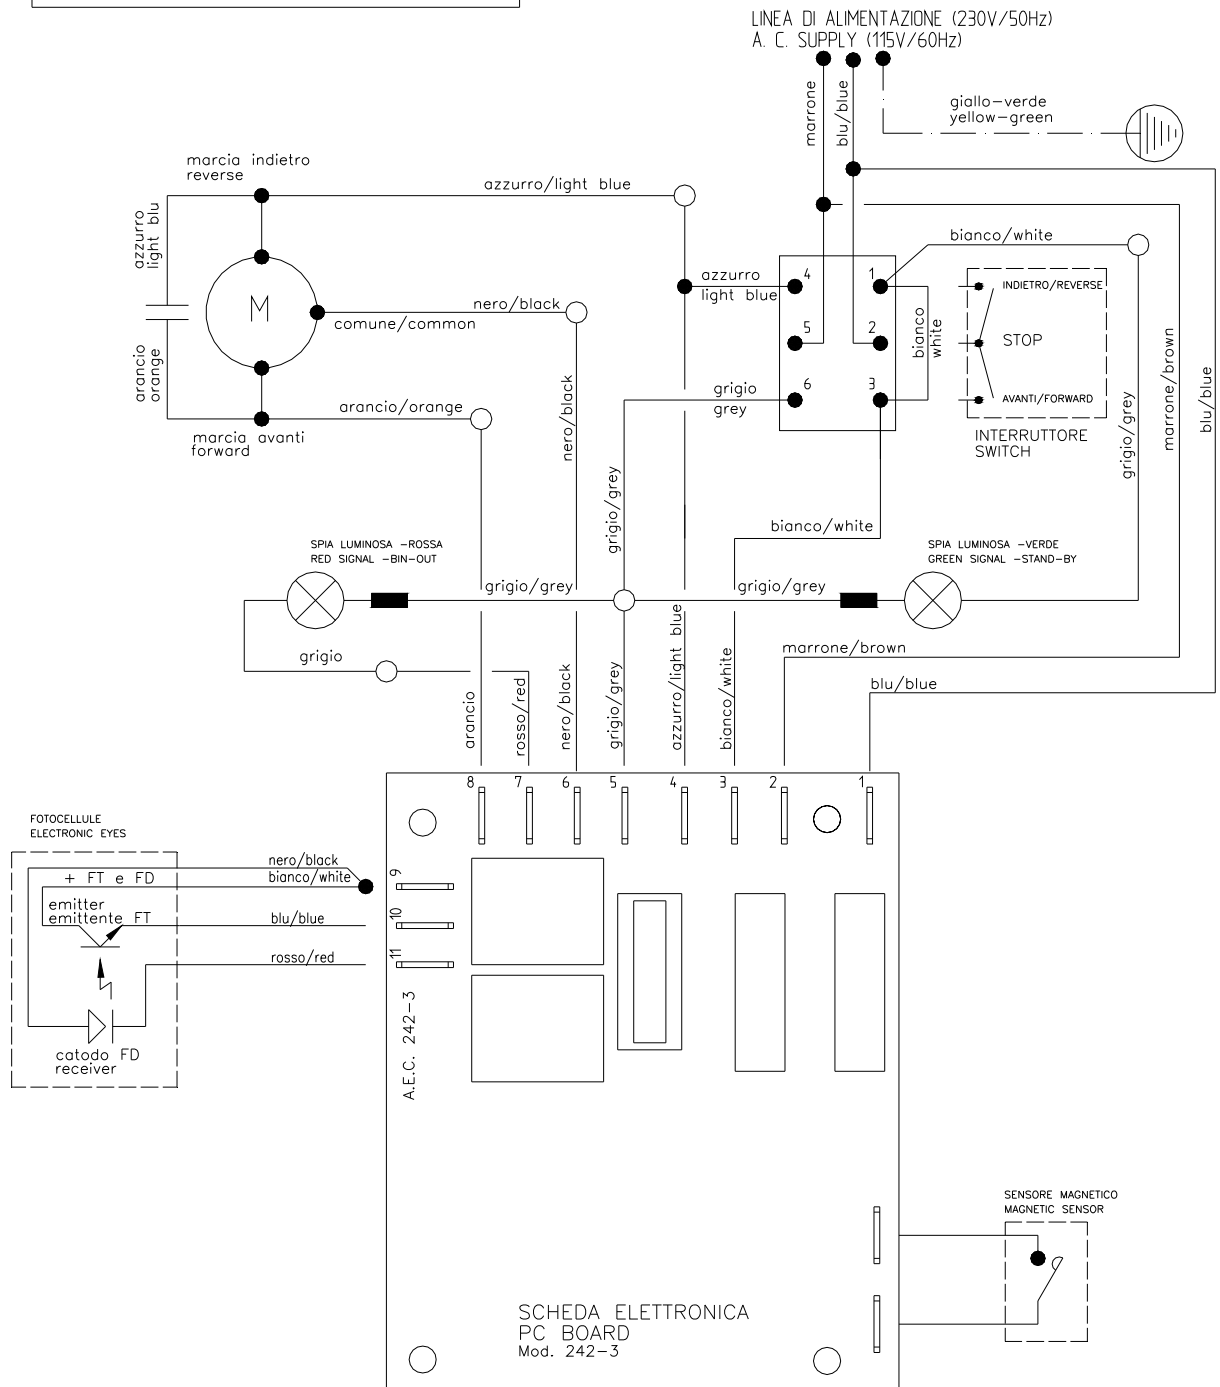 LINEA DI ALIMENTAZIONE (230V/50Hz)
A. C. SUPPLY (115V/60Hz)
marrone
blu/blue
giallo-verde
yellow-green
marcia indietro
reverse
azzurro/light blue
azzurro
light blu
M
nero/black
comune/common
arancio
orange
arancio/orange
marcia avanti
forward
azzurro
light blue
4
1
5
2
6
3
bianco/white
bianco
white
grigio
grey
INDIETRO/REVERSE
STOP
AVANTI/FORWARD
INTERRUTTORE
SWITCH
grigio/grey
marrone/brown
blu/blue
nero/black
grigio/grey
bianco/white
SPIA LUMINOSA -ROSSA
RED SIGNAL -BIN-OUT
SPIA LUMINOSA -VERDE
GREEN SIGNAL -STAND-BY
grigio/grey
grigio/grey
grigio
marrone/brown
blu/blue
arancio
rosso/red
nero/black
grigio/grey
azzurro/light blue
bianco/white
8
7
6
5
4
3
2
1
FOTOCELLULE
ELECTRONIC EYES
nero/black
+ FT e FD
bianco/white
emitter
emittente FT
blu/blue
rosso/red
catodo FD
receiver
9
10
11
A.E.C. 242-3
SENSORE MAGNETICO
MAGNETIC SENSOR
SCHEDA ELETTRONICA
PC BOARD
Mod. 242-3